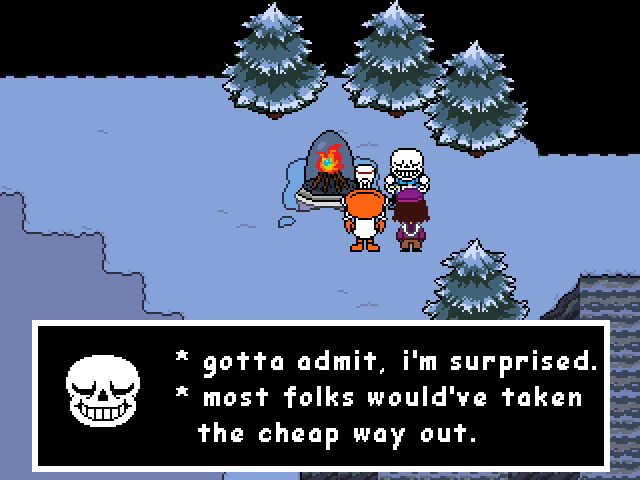 * gotta admit, i'm surprised.
* most folks would've taken
the cheap way out.